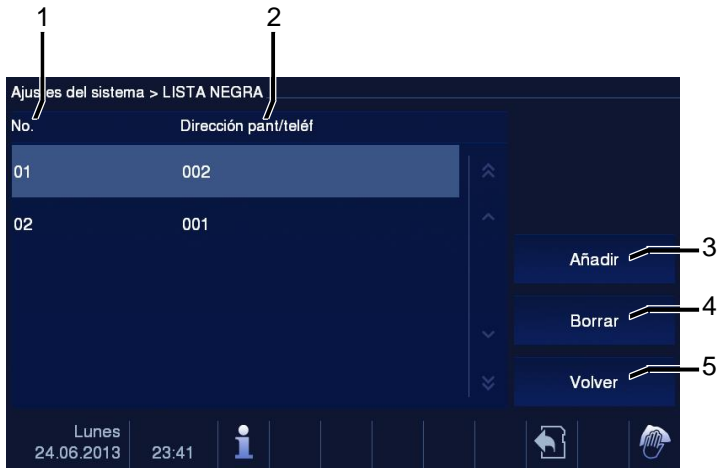 1 2
Ajustes del sistema > LISTA NEGRA
No. Dirección pant/teléf
01 002
02 001
Añadir 3
Borrar 4
Volver 5
Lunes
24.06.2013 23:41